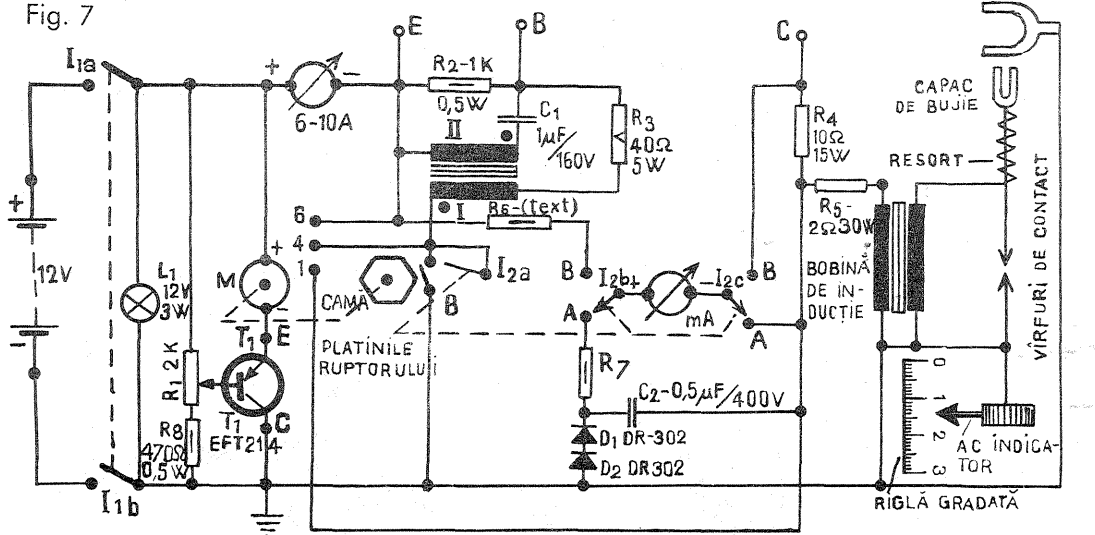 Fig. 7
E
B
C
I1a
+
-
R2-1K
0,5W
6-10A
II
C1
1µF/160V
R3
40Ω
5W
R4
10Ω
15W
CAPAC
DE BUJIE
RESORT
VÎRFURI DE CONTACT
I
R6-(text)
R5-
2Ω30W
6
4
1
+
12V
-
L1
12V
3W
M
+
-
CAMĂ
B
I2a
B
I2b+
-I2c
B
A
mA
A
BOBINĂ
DE IN-
DUCȚIE
PLATINILE
RUPTORULUI
T1
E
R1 2K
T1
EFT214
C
R7
C2-0,5µF/400V
R8
470Ω
0,5W
D1 DR-302
D2 DR302
0
1
2
3
AC INDICA-
TOR
I1b
RIGLĂ GRADATĂ